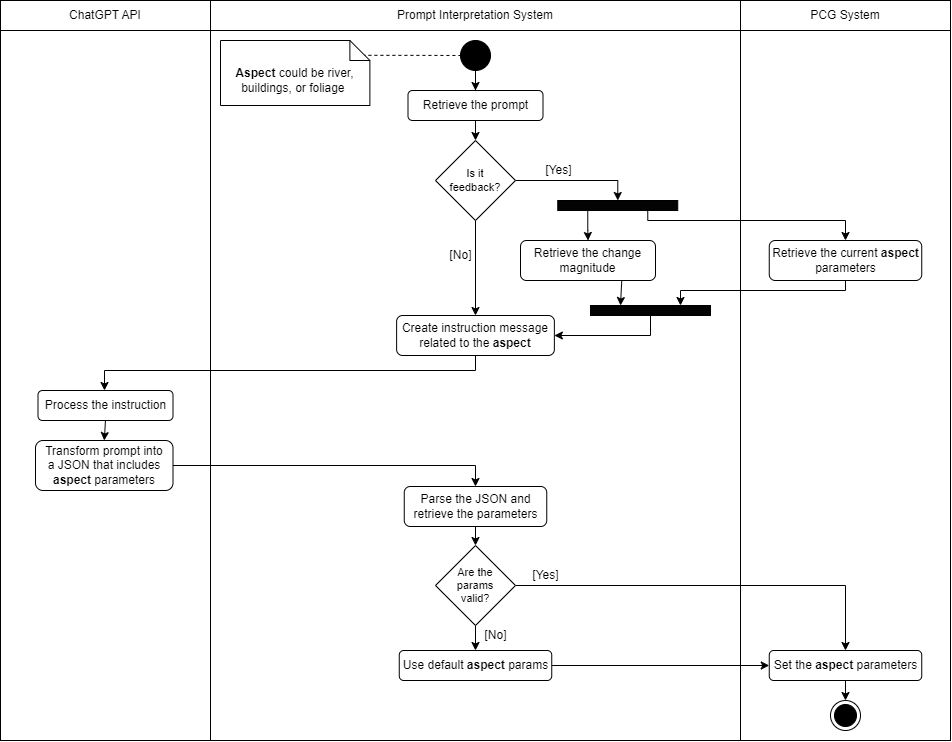 ChatGPT API
Prompt Interpretation System
PCG System
Aspect could be river,
buildings, or foliage
Retrieve the prompt
Is it
feedback?
[Yes]
[No]
Retrieve the change
magnitude
Retrieve the current aspect
parameters
Create instruction message
related to the aspect
Process the instruction
Transform prompt into
a JSON that includes
aspect parameters
Parse the JSON and
retrieve the parameters
Are the
params
valid?
[Yes]
[No]
Use default aspect params
Set the aspect parameters